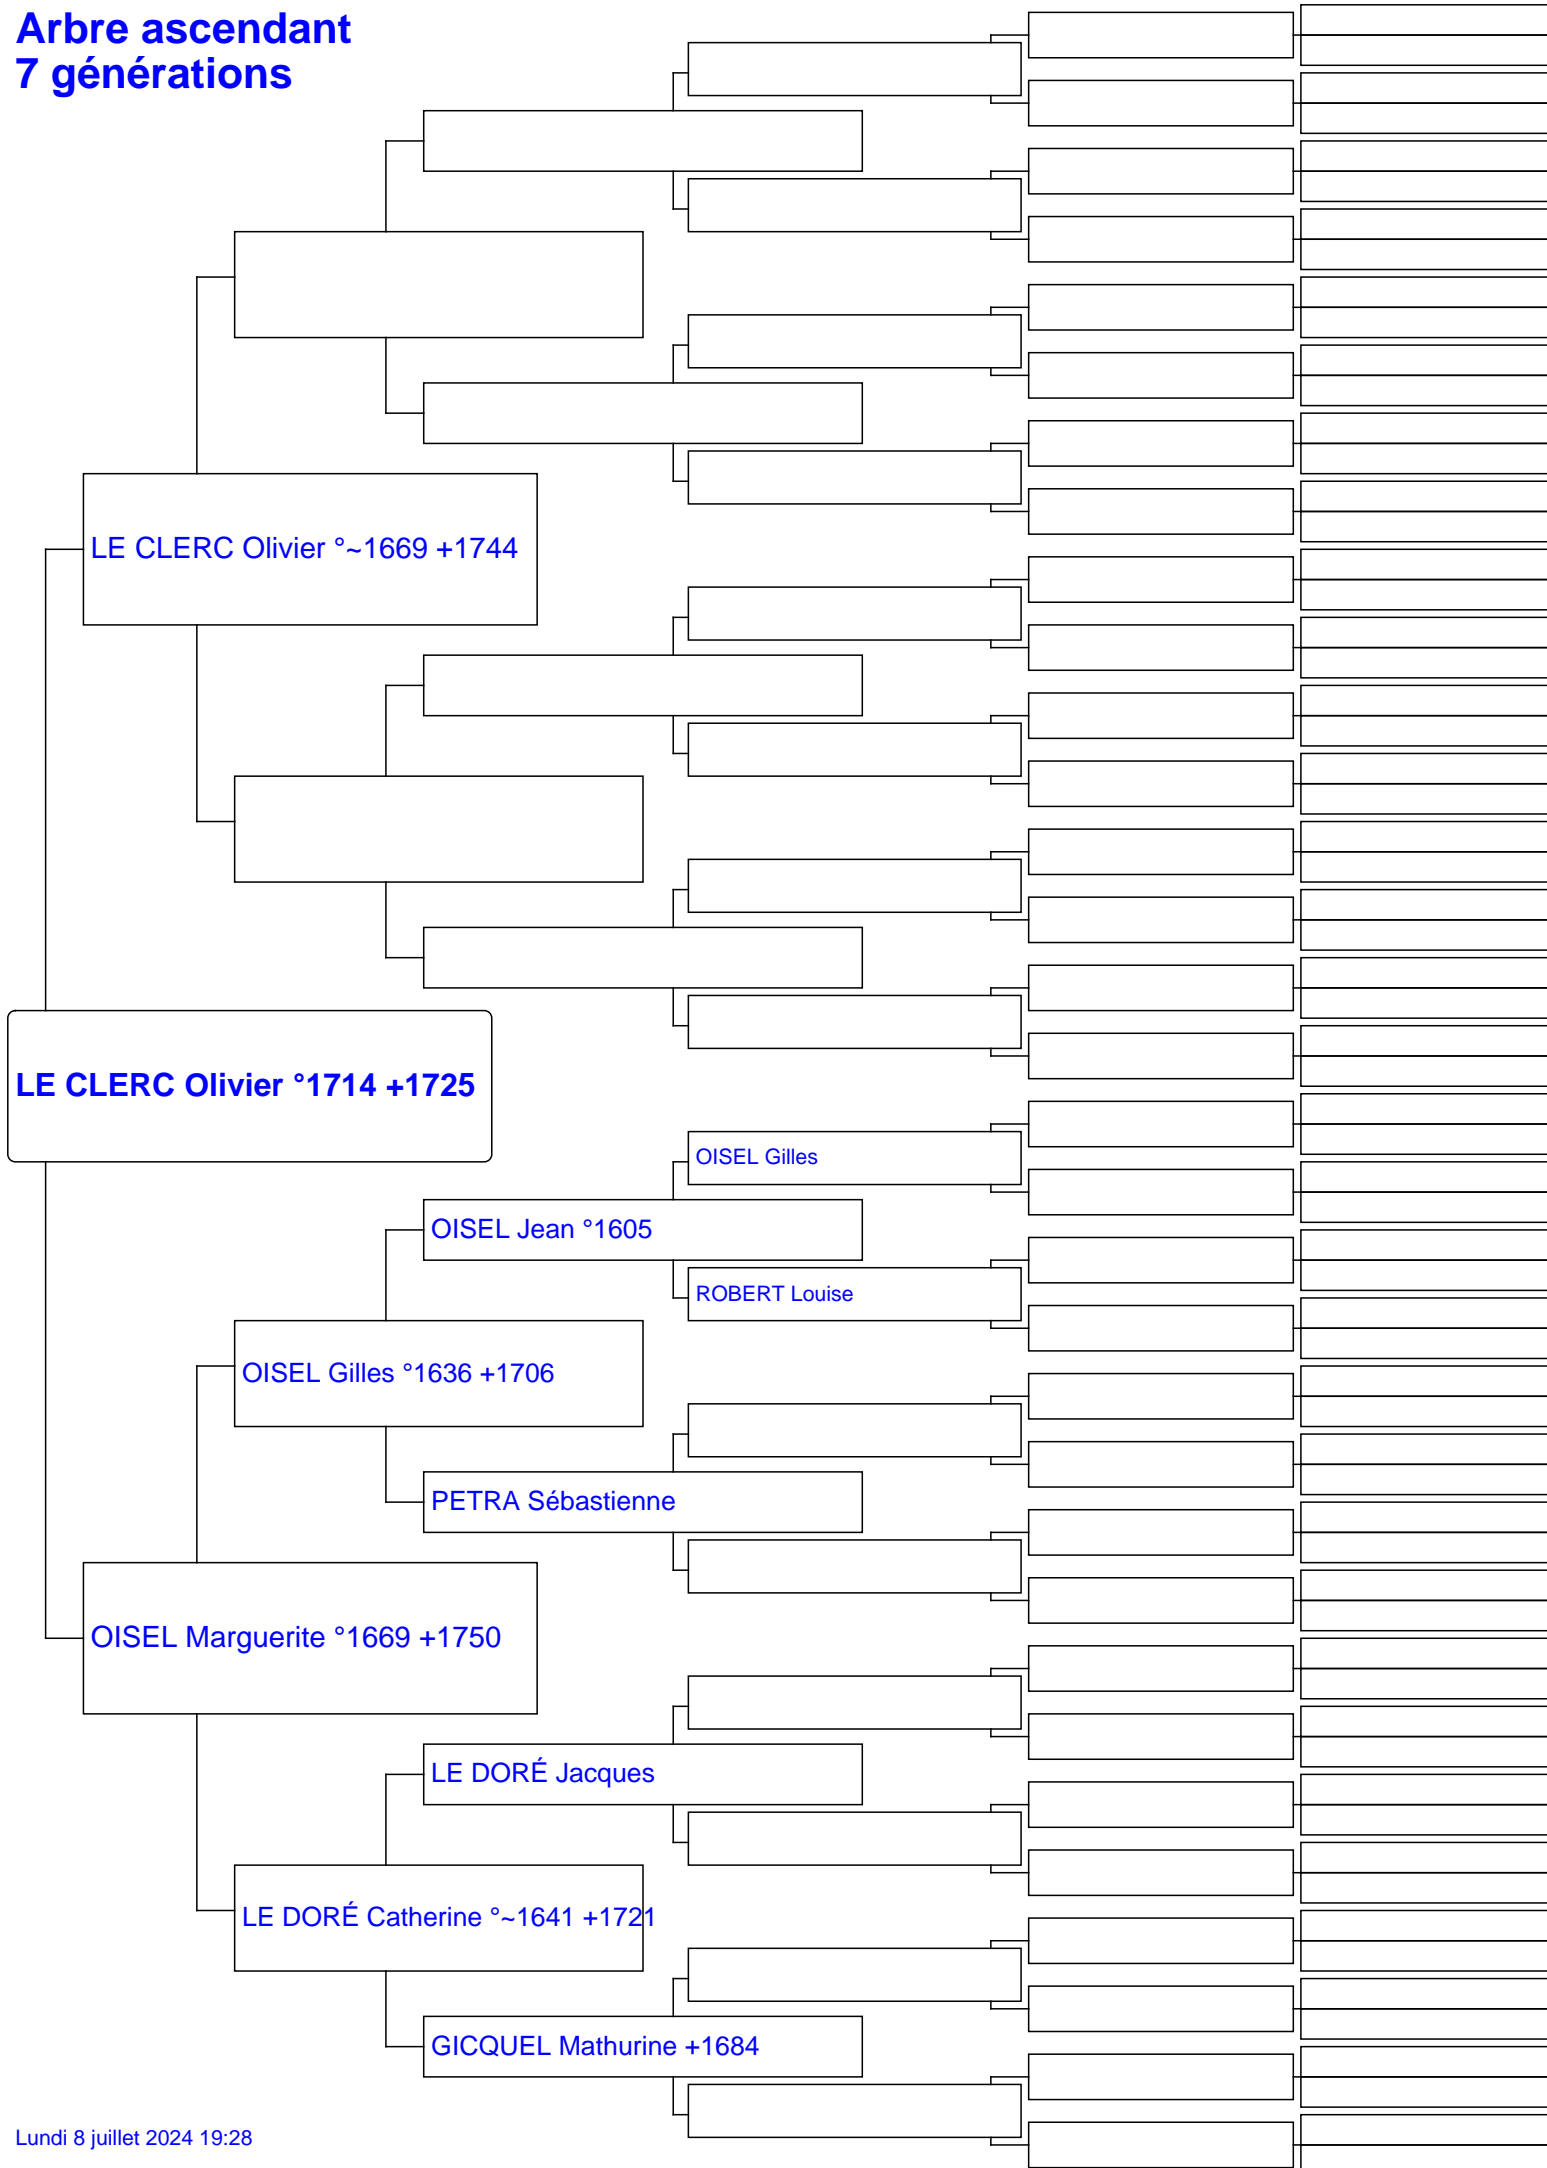 Arbre ascendant
7 générations
LE CLERC Olivier °~1669 +1744
LE CLERC Olivier °1714 +1725
OISEL Gilles
OISEL Jean °1605
ROBERT Louise
OISEL Gilles °1636 +1706
PETRA Sébastienne
OISEL Marguerite °1669 +1750
LE DORÉ Jacques
LE DORÉ Catherine °~1641 +1721
GICQUEL Mathurine +1684
Lundi 8 juillet 2024 19:28